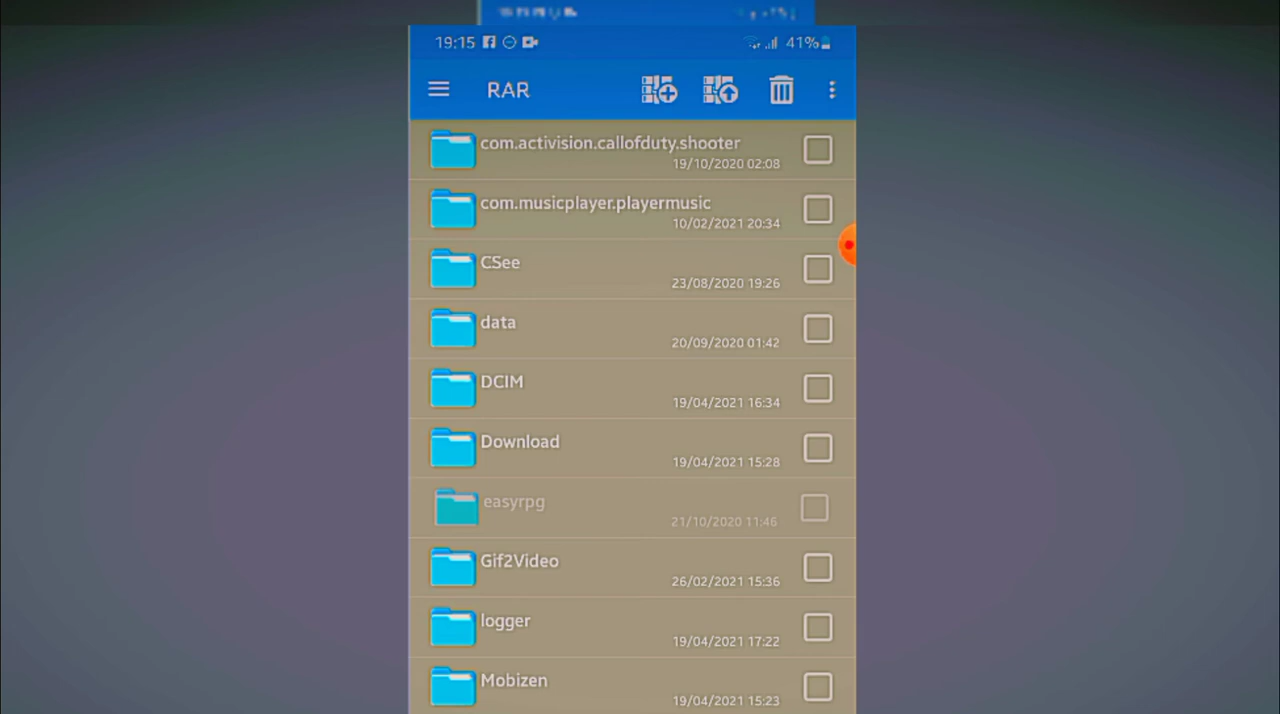 19:15 41%
RAR
com.activision.callofduty.shooter
19/10/2020 02:08
com.musicplayer.playermusic
10/02/2021 20:34
CSee
23/08/2020 19:26
data
20/09/2020 01:42
DCIM
19/04/2021 16:34
Download
19/04/2021 15:28
easyrpg
21/10/2020 11:46
Gif2Video
26/02/2021 15:36
logger
19/04/2021 17:22
Mobizen
19/04/2021 15:23